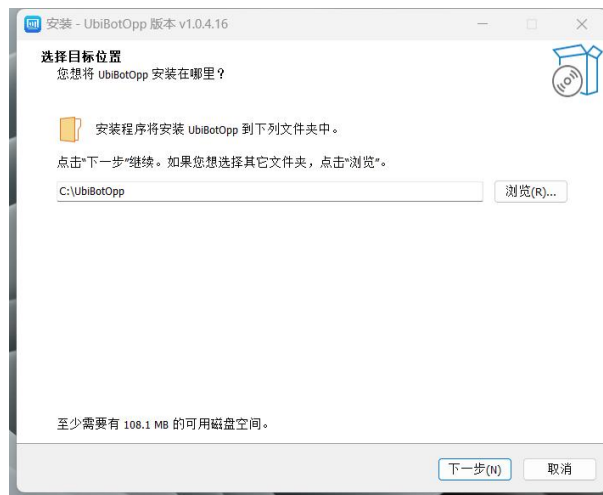 安装 - UbiBotOpp 版本 v1.0.4.16
选择目标位置
您想将 UbiBotOpp 安装在哪里？
安装程序将安装 UbiBotOpp 到下列文件夹中。
点击“下一步”继续。如果您想选择其它文件夹，点击“浏览”。
C:\UbiBotOpp
浏览(R)...
至少需要有 108.1 MB 的可用磁盘空间。
下一步(N)
取消